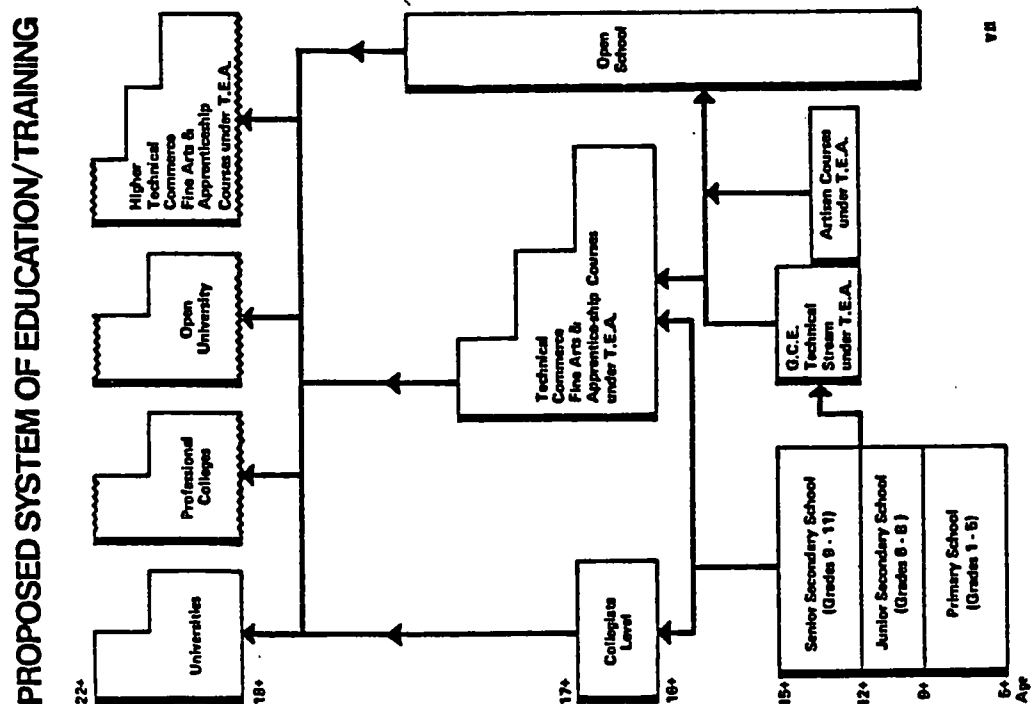 PROPOSED SYSTEM OF EDUCATION/TRAINING
22+
Universities
Professional
Colleges
Open
University
Higher
Technical
Commerce
Fine Arts &
Apprenticeship
Courses under T.E.A.
18+
17+
Collegiate
Level
16+
Technical
Commerce
Fine Arts &
Apprentice-ship Courses
under T.E.A.
Open
School
15+
Senior Secondary School
(Grades 9 - 11)
12+
Junior Secondary School
(Grades 6 - 8 )
9+
Primary School
(Grades 1 - 5)
5+
Age
G.C.E.
Technical
Stream
under T.E.A.
Artisan Courses
under T.E.A.